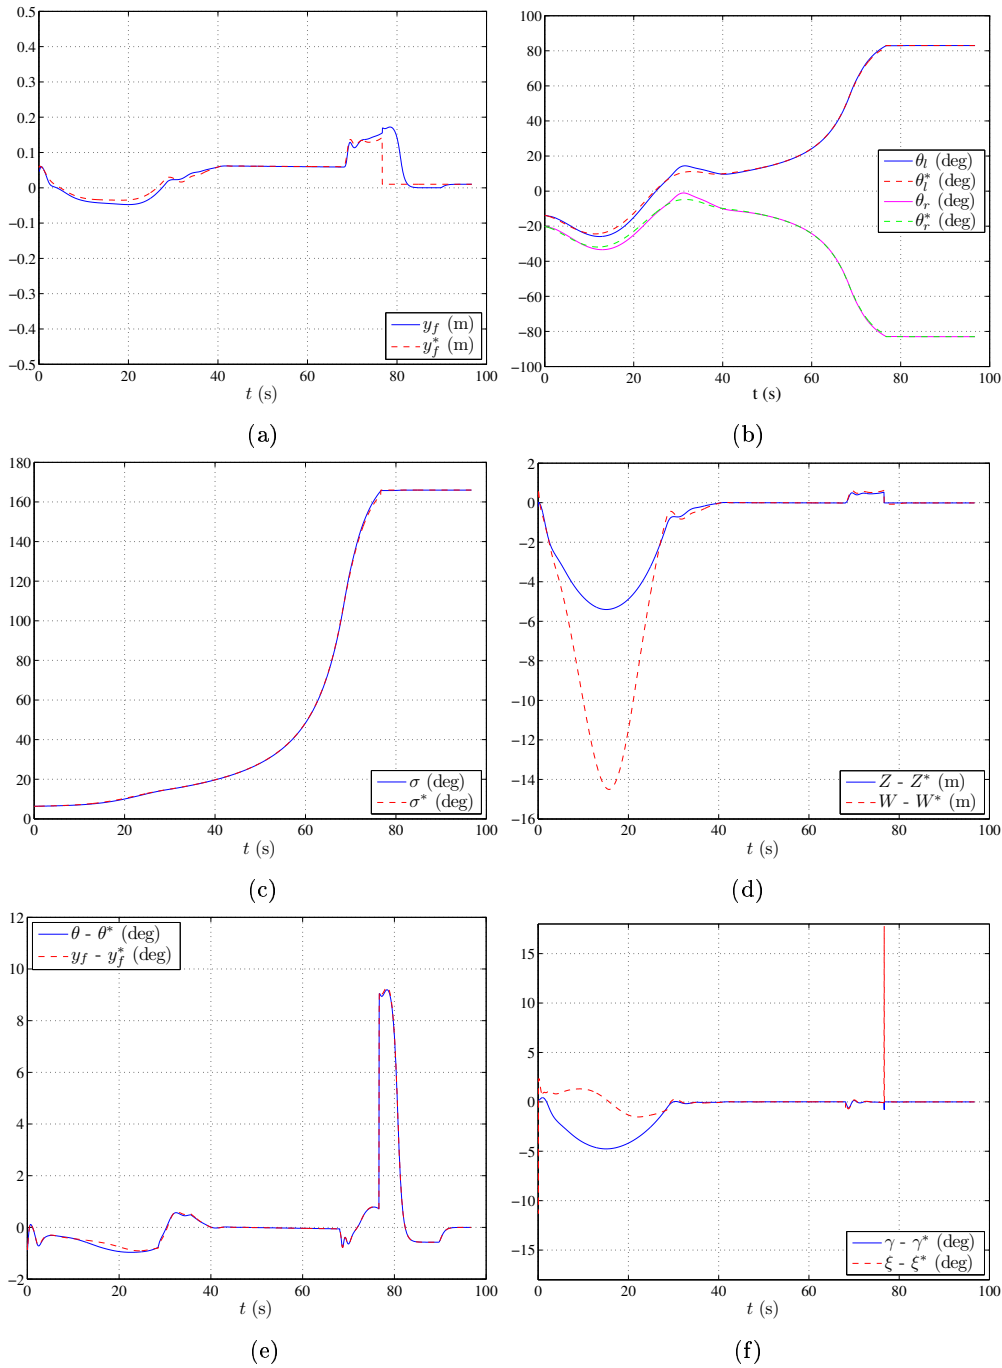 0.5
0.4
0.3
0.2
0.1
0
−0.1
−0.2
−0.3
−0.4
−0.5
0 20 40 60 80 100
t (s)
y_f (m)
y_f^* (m)
(a)
100
80
60
40
20
0
−20
−40
−60
−80
−100
0 20 40 60 80 100
t (s)
θ_l (deg)
θ_l^* (deg)
θ_r (deg)
θ_r^* (deg)
(b)
180
160
140
120
100
80
60
40
20
0
0 20 40 60 80 100
t (s)
σ (deg)
σ^* (deg)
(c)
2
0
−2
−4
−6
−8
−10
−12
−14
−16
0 20 40 60 80 100
t (s)
Z - Z^* (m)
W - W^* (m)
(d)
12
10
8
6
4
2
0
−2
0 20 40 60 80 100
t (s)
θ - θ^* (deg)
y_f - y_f^* (deg)
(e)
15
10
5
0
−5
−10
−15
0 20 40 60 80 100
t (s)
γ - γ^* (deg)
ξ - ξ^* (deg)
(f)